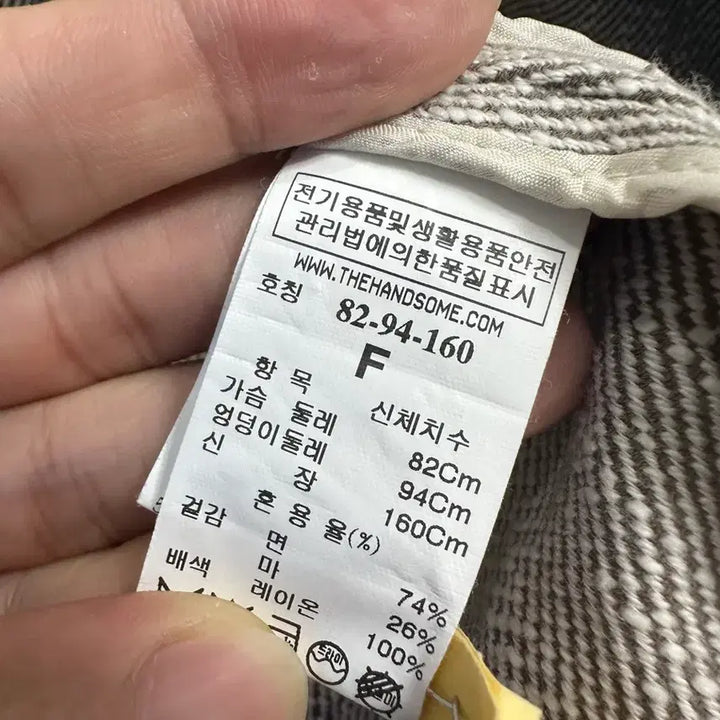 전기용품및생활용품안전
관리법에의한품질표시
WWW.THEHANDSOME.COM
호칭 82-94-160
F
항 목 신체치수
가슴 둘레 82Cm
엉덩이둘레 94Cm
신 장 160Cm
혼 용 율(%)
겉감 면 74%
마 26%
배색 레이온 100%
드라이